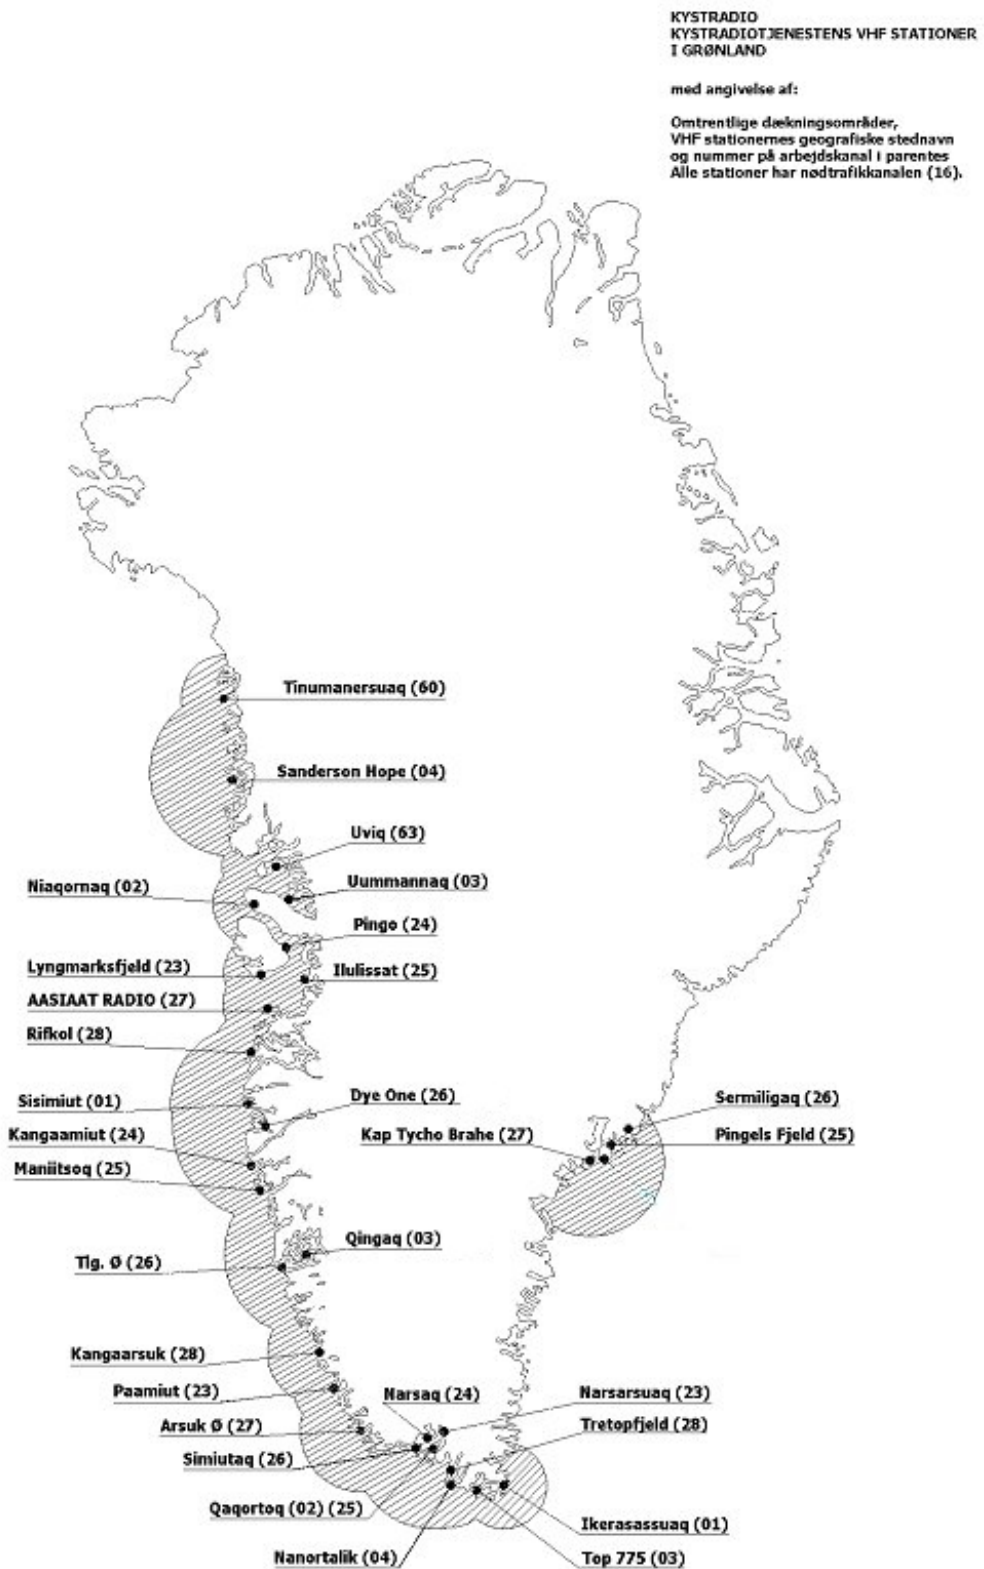 KYSTRADIO
KYSTRADIOTJENESTENS VHF STATIONER
I GRØNLAND
med angivelse af:
Omtrentlige dækningsområder,
VHF stationernes geografiske stednavn
og nummer på arbejdskanal i parentes
Alle stationer har nødtrafikkanalen (16).
Tinumanersuaq (60)
Sanderson Hope (04)
Uviq (63)
Niaqornaq (02)
Uummannaq (03)
Pingo (24)
Lyngmarksfjeld (23)
Ilulissat (25)
AASIAAT RADIO (27)
Rifkol (28)
Sisimiut (01)
Dye One (26)
Sermiligaq (26)
Kangaamiut (24)
Kap Tycho Brahe (27)
Pingels Fjeld (25)
Maniitsoq (25)
Qingaq (03)
Tlg. Ø (26)
Kangaarsuk (28)
Paamiut (23)
Narsaq (24)
Narsarsuaq (23)
Arsuk Ø (27)
Tretopfjeld (28)
Simiutaq (26)
Qaqortoq (02) (25)
Ikerasassuaq (01)
Nanortalik (04)
Top 775 (03)